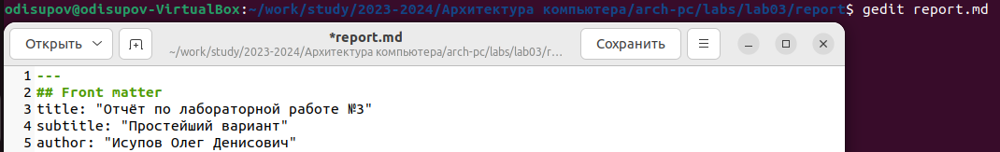 odisupov@odisupov-VirtualBox:~/work/study/2023-2024/Архитектура компьютера/arch-pc/labs/lab03/report$ gedit report.md
Открыть
*report.md
~/work/study/2023-2024/Архитектура компьютера/arch-pc/labs/lab03/r…
Сохранить
1 ---
2 ## Front matter
3 title: "Отчёт по лабораторной работе №3"
4 subtitle: "Простейший вариант"
5 author: "Исупов Олег Денисович"